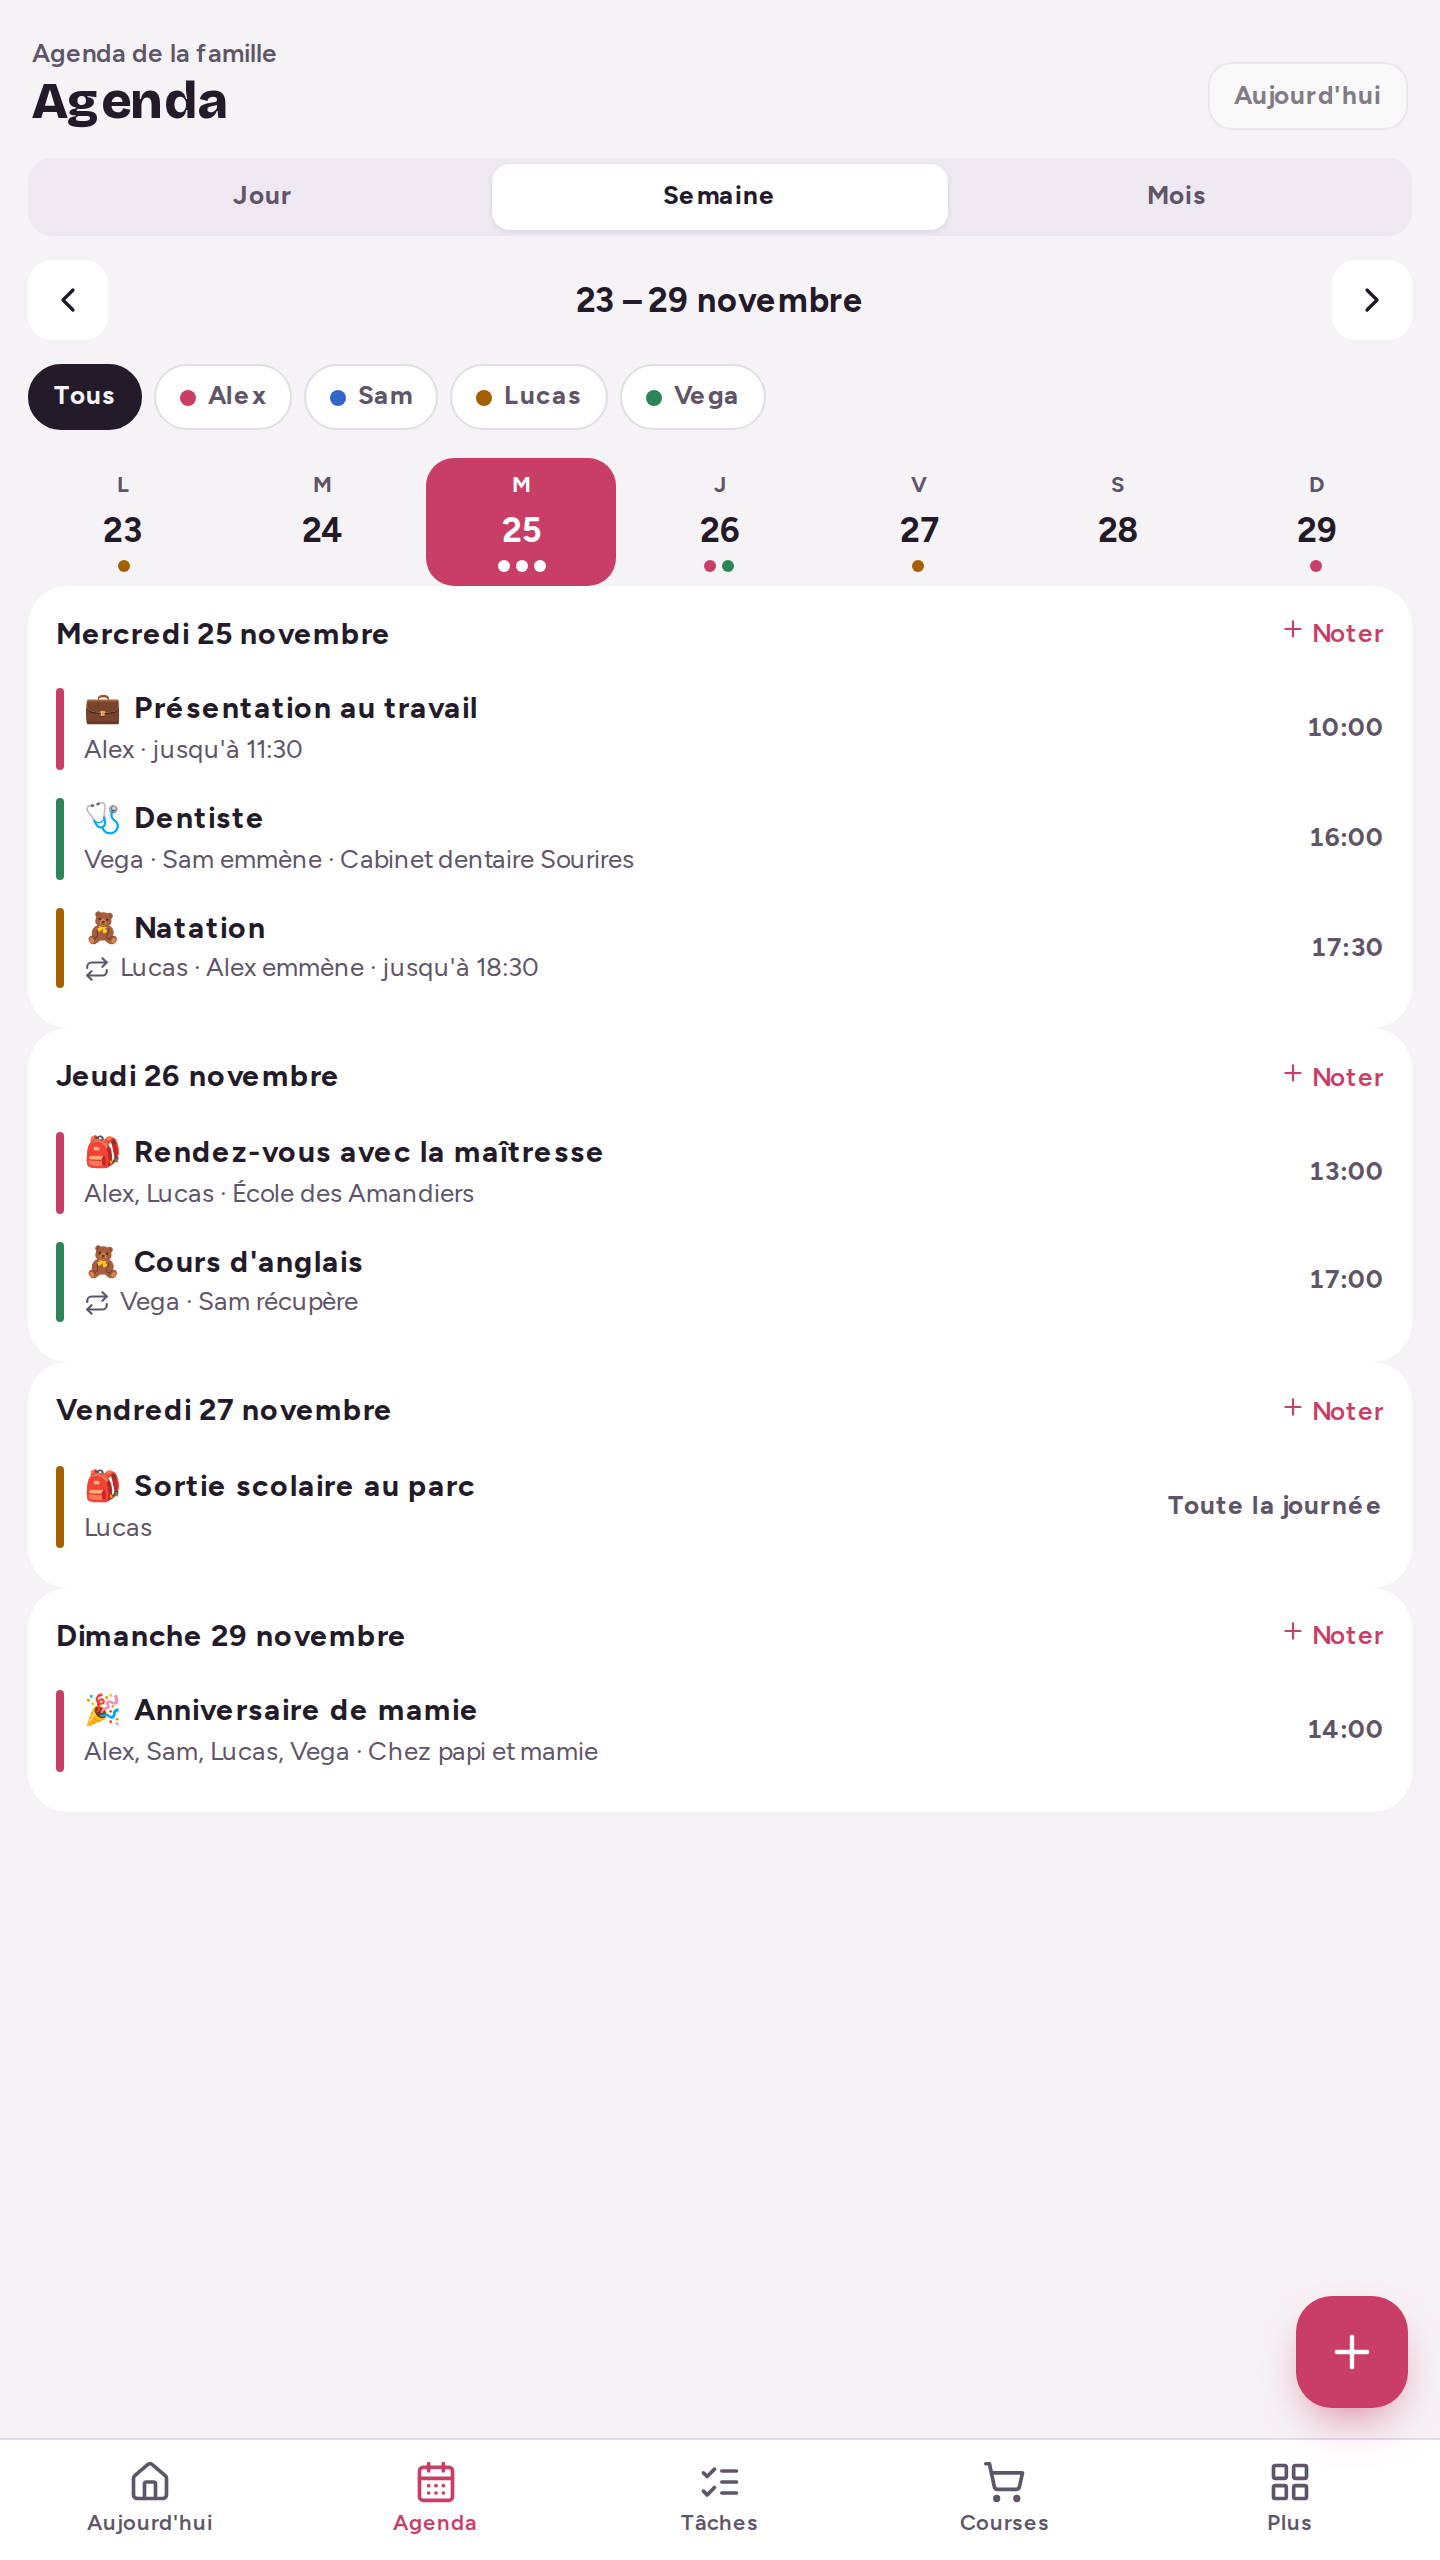 Agenda de la famille
Agenda
Aujourd'hui
Jour Semaine Mois
23 – 29 novembre
Tous Alex Sam Lucas Vega
L M M J V S D
23 24 25 26 27 28 29
Mercredi 25 novembre + Noter
Présentation au travail
Alex · jusqu'à 11:30
10:00
Dentiste
Vega · Sam emmène · Cabinet dentaire Sourires
16:00
Natation
Lucas · Alex emmène · jusqu'à 18:30
17:30
Jeudi 26 novembre + Noter
Rendez-vous avec la maîtresse
Alex, Lucas · École des Amandiers
13:00
Cours d'anglais
Vega · Sam récupère
17:00
Vendredi 27 novembre + Noter
Sortie scolaire au parc
Lucas
Toute la journée
Dimanche 29 novembre + Noter
Anniversaire de mamie
Alex, Sam, Lucas, Vega · Chez papi et mamie
14:00
Aujourd'hui Agenda Tâches Courses Plus